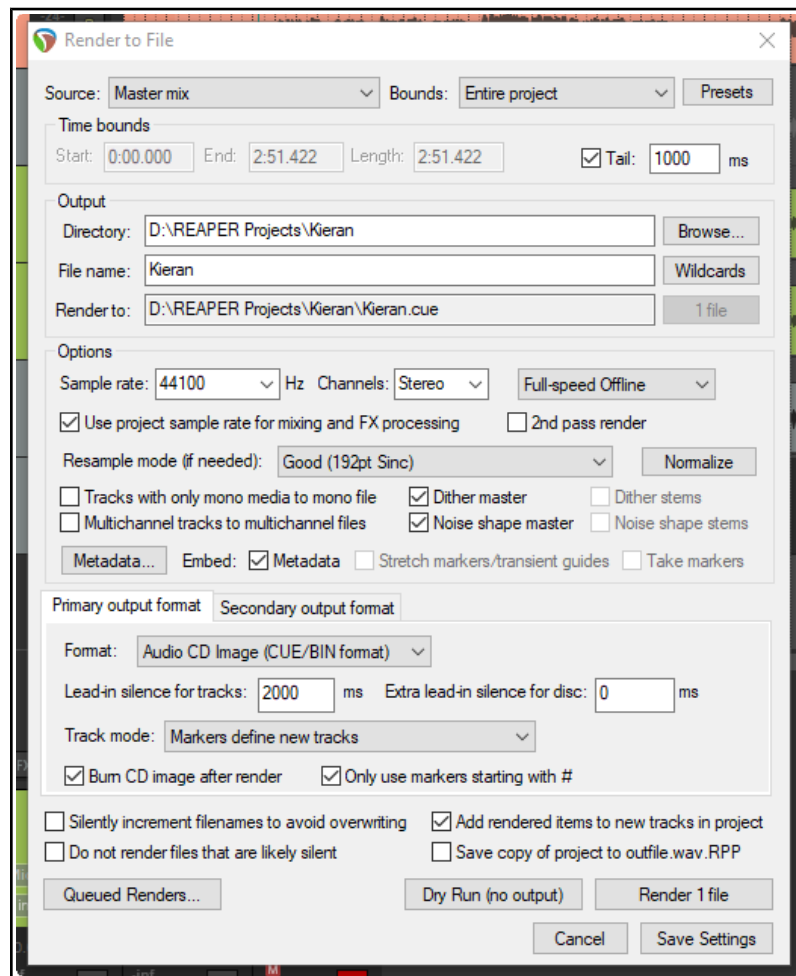 -24-
Render to File
Source: Master mix Bounds: Entire project Presets
Time bounds
Start: 0:00.000 End: 2:51.422 Length: 2:51.422 Tail: 1000 ms
Output
Directory: D:\REAPER Projects\Kieran Browse...
File name: Kieran Wildcards
Render to: D:\REAPER Projects\Kieran\Kieran.cue 1 file
Options
Sample rate: 44100 Hz Channels: Stereo Full-speed Offline
Use project sample rate for mixing and FX processing 2nd pass render
Resample mode (if needed): Good (192pt Sinc) Normalize
Tracks with only mono media to mono file Dither master Dither stems
Multichannel tracks to multichannel files Noise shape master Noise shape stems
Metadata... Embed: Metadata Stretch markers/transient guides Take markers
Primary output format Secondary output format
Format: Audio CD Image (CUE/BIN format)
Lead-in silence for tracks: 2000 ms Extra lead-in silence for disc: 0 ms
Track mode: Markers define new tracks
Burn CD image after render Only use markers starting with #
Silently increment filenames to avoid overwriting Add rendered items to new tracks in project
Do not render files that are likely silent Save copy of project to outfile.wav.RPP
Queued Renders... Dry Run (no output) Render 1 file
Cancel Save Settings
-inf M